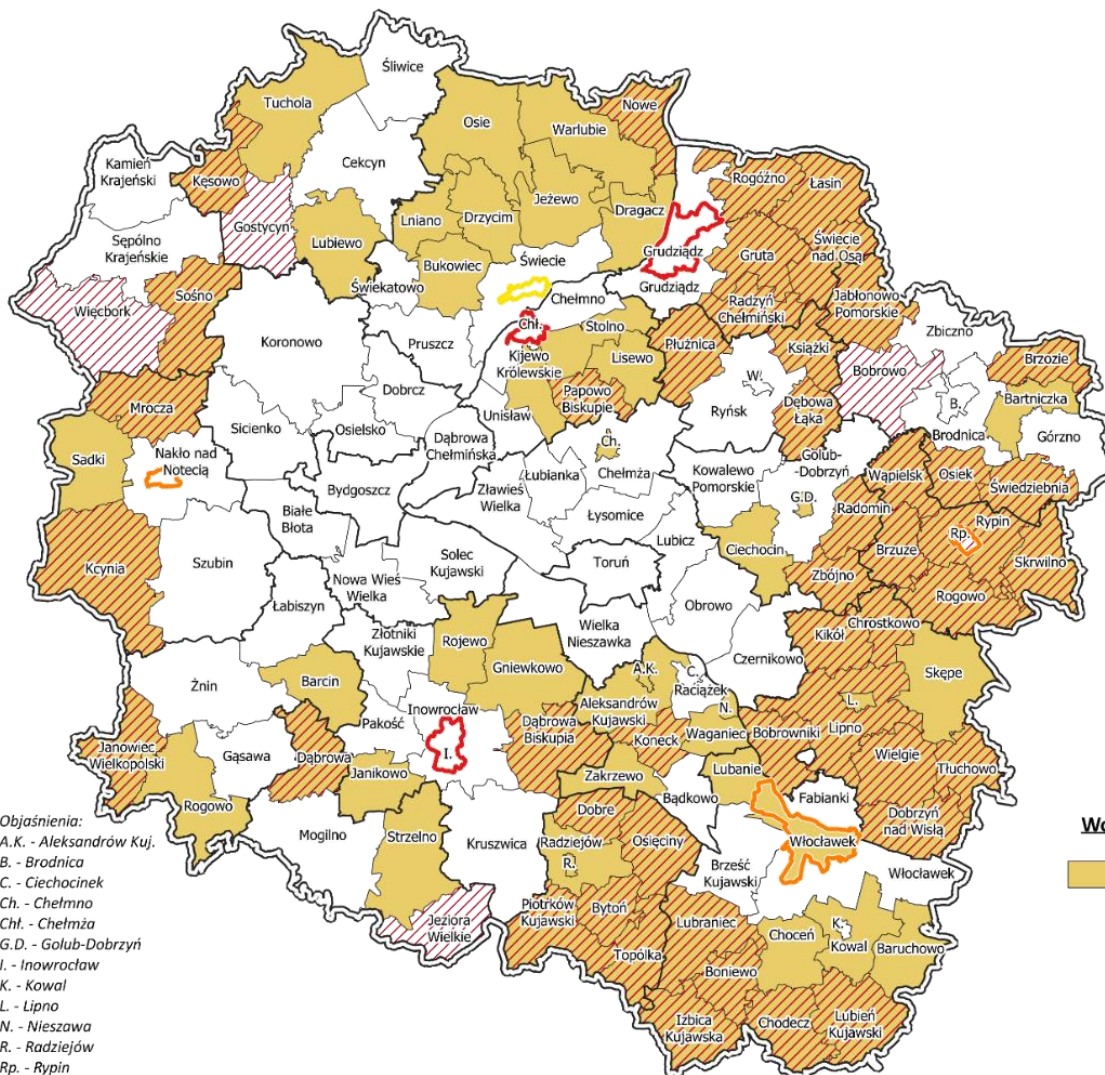 Śliwice
Tuchola
Nowe
Osie
Warlubie
Cekcyn
Kamień
Krajeński
Kęsowo
Rogóźno
Łasin
Jeżewo
Lniano
Drzycim
Dragacz
Gostycyn
Sępólno
Krajeńskie
Lubiewo
Świecie
nad Osą
Grudziądz
Gruta
Świecie
Bukowiec
Świekatowo
Grudziądz
Sośno
Więcbork
Chełmno
Radzyń
Chełmiński
Jabłonowo
Pomorskie
Chł.
Stolno
Zbiczno
Koronowo
Pruszcz
Płużnica
Książki
Kijewo
Królewskie
Lisewo
Bobrowo
Brzozie
W.
Dobrcz
Papowo
Biskupie
Mrocza
Dębowa
Łąka
B.
Bartniczka
Unisław
Ryńsk
Sicienko
Osielsko
Dąbrowa
Chełmińska
Brodnica
Górzno
Ch.
Sadki
Nakło nad
Notecią
Golub-
-Dobrzyń
Łubianka
Chełmża
Kowalewo
Pomorskie
Wąpielsk
Osiek
Świedziebnia
Bydgoszcz
Zławieś
Wielka
G.D.
Radomin
Białe
Błota
Łysomice
Rp.
Rypin
Lubicz
Ciechocin
Brzuze
Skrwilno
Kcynia
Szubin
Solec
Kujawski
Toruń
Zbójno
Nowa Wieś
Wielka
Rogowo
Łabiszyn
Obrowo
Chrostkowo
Wielka
Nieszawka
Kikół
Złotniki
Kujawskie
Rojewo
Czernikowo
Gniewkowo
A.K.
C.
Skępe
Żnin
Barcin
Raciążek
L.
Aleksandrów
Kujawski
N.
Inowrocław
Pakość
Dąbrowa
Biskupia
Koneck
Waganiec
Bobrowniki
Lipno
Janowiec
Wielkopolski
Gąsawa
Dąbrowa
I.
Wielgie
Tłuchowo
Janikowo
Zakrzewo
Lubanie
Rogowo
Bądkowo
Fabianki
Dobre
Dobrzyń
nad Wisłą
Mogilno
Strzelno
Kruszwica
Radziejów
Osięciny
Włocławek
R.
Brześć
Kujawski
Włocławek
Piotrków
Kujawski
Bytoń
Lubraniec
Jeziora
Wielkie
Choceń
K.
Kowal
Baruchowo
Topólka
Boniewo
Izbica
Kujawska
Chodecz
Lubień
Kujawski
Objaśnienia:
A.K. - Aleksandrów Kuj.
B. - Brodnica
C. - Ciechocinek
Ch. - Chełmno
Chł. - Chełmża
G.D. - Golub-Dobrzyń
I. - Inowrocław
K. - Kowal
L. - Lipno
N. - Nieszawa
R. - Radziejów
Rp. - Rypin